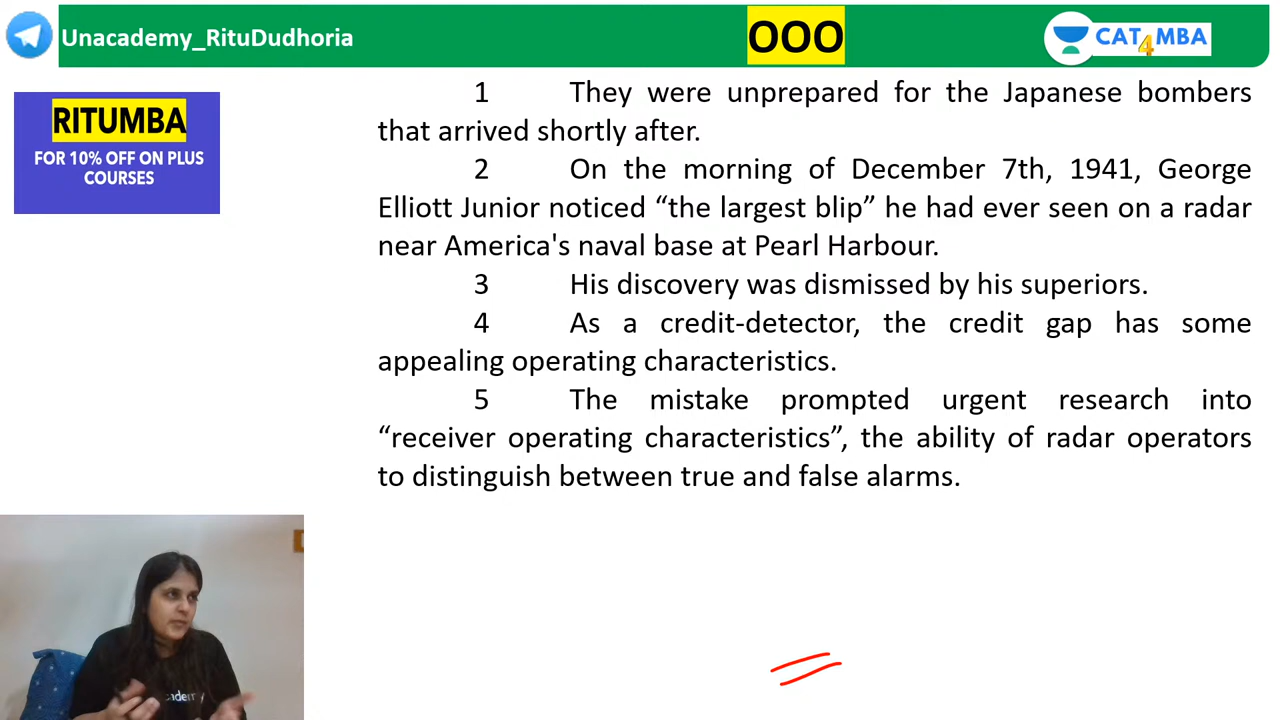 Unacademy_RituDudhoria
OOO
CAT4MBA
RITUMBA
FOR 10% OFF ON PLUS
COURSES
1 They were unprepared for the Japanese bombers
that arrived shortly after.
2 On the morning of December 7th, 1941, George
Elliott Junior noticed “the largest blip” he had ever seen on a radar
near America's naval base at Pearl Harbour.
3 His discovery was dismissed by his superiors.
4 As a credit-detector, the credit gap has some
appealing operating characteristics.
5 The mistake prompted urgent research into
“receiver operating characteristics”, the ability of radar operators
to distinguish between true and false alarms.